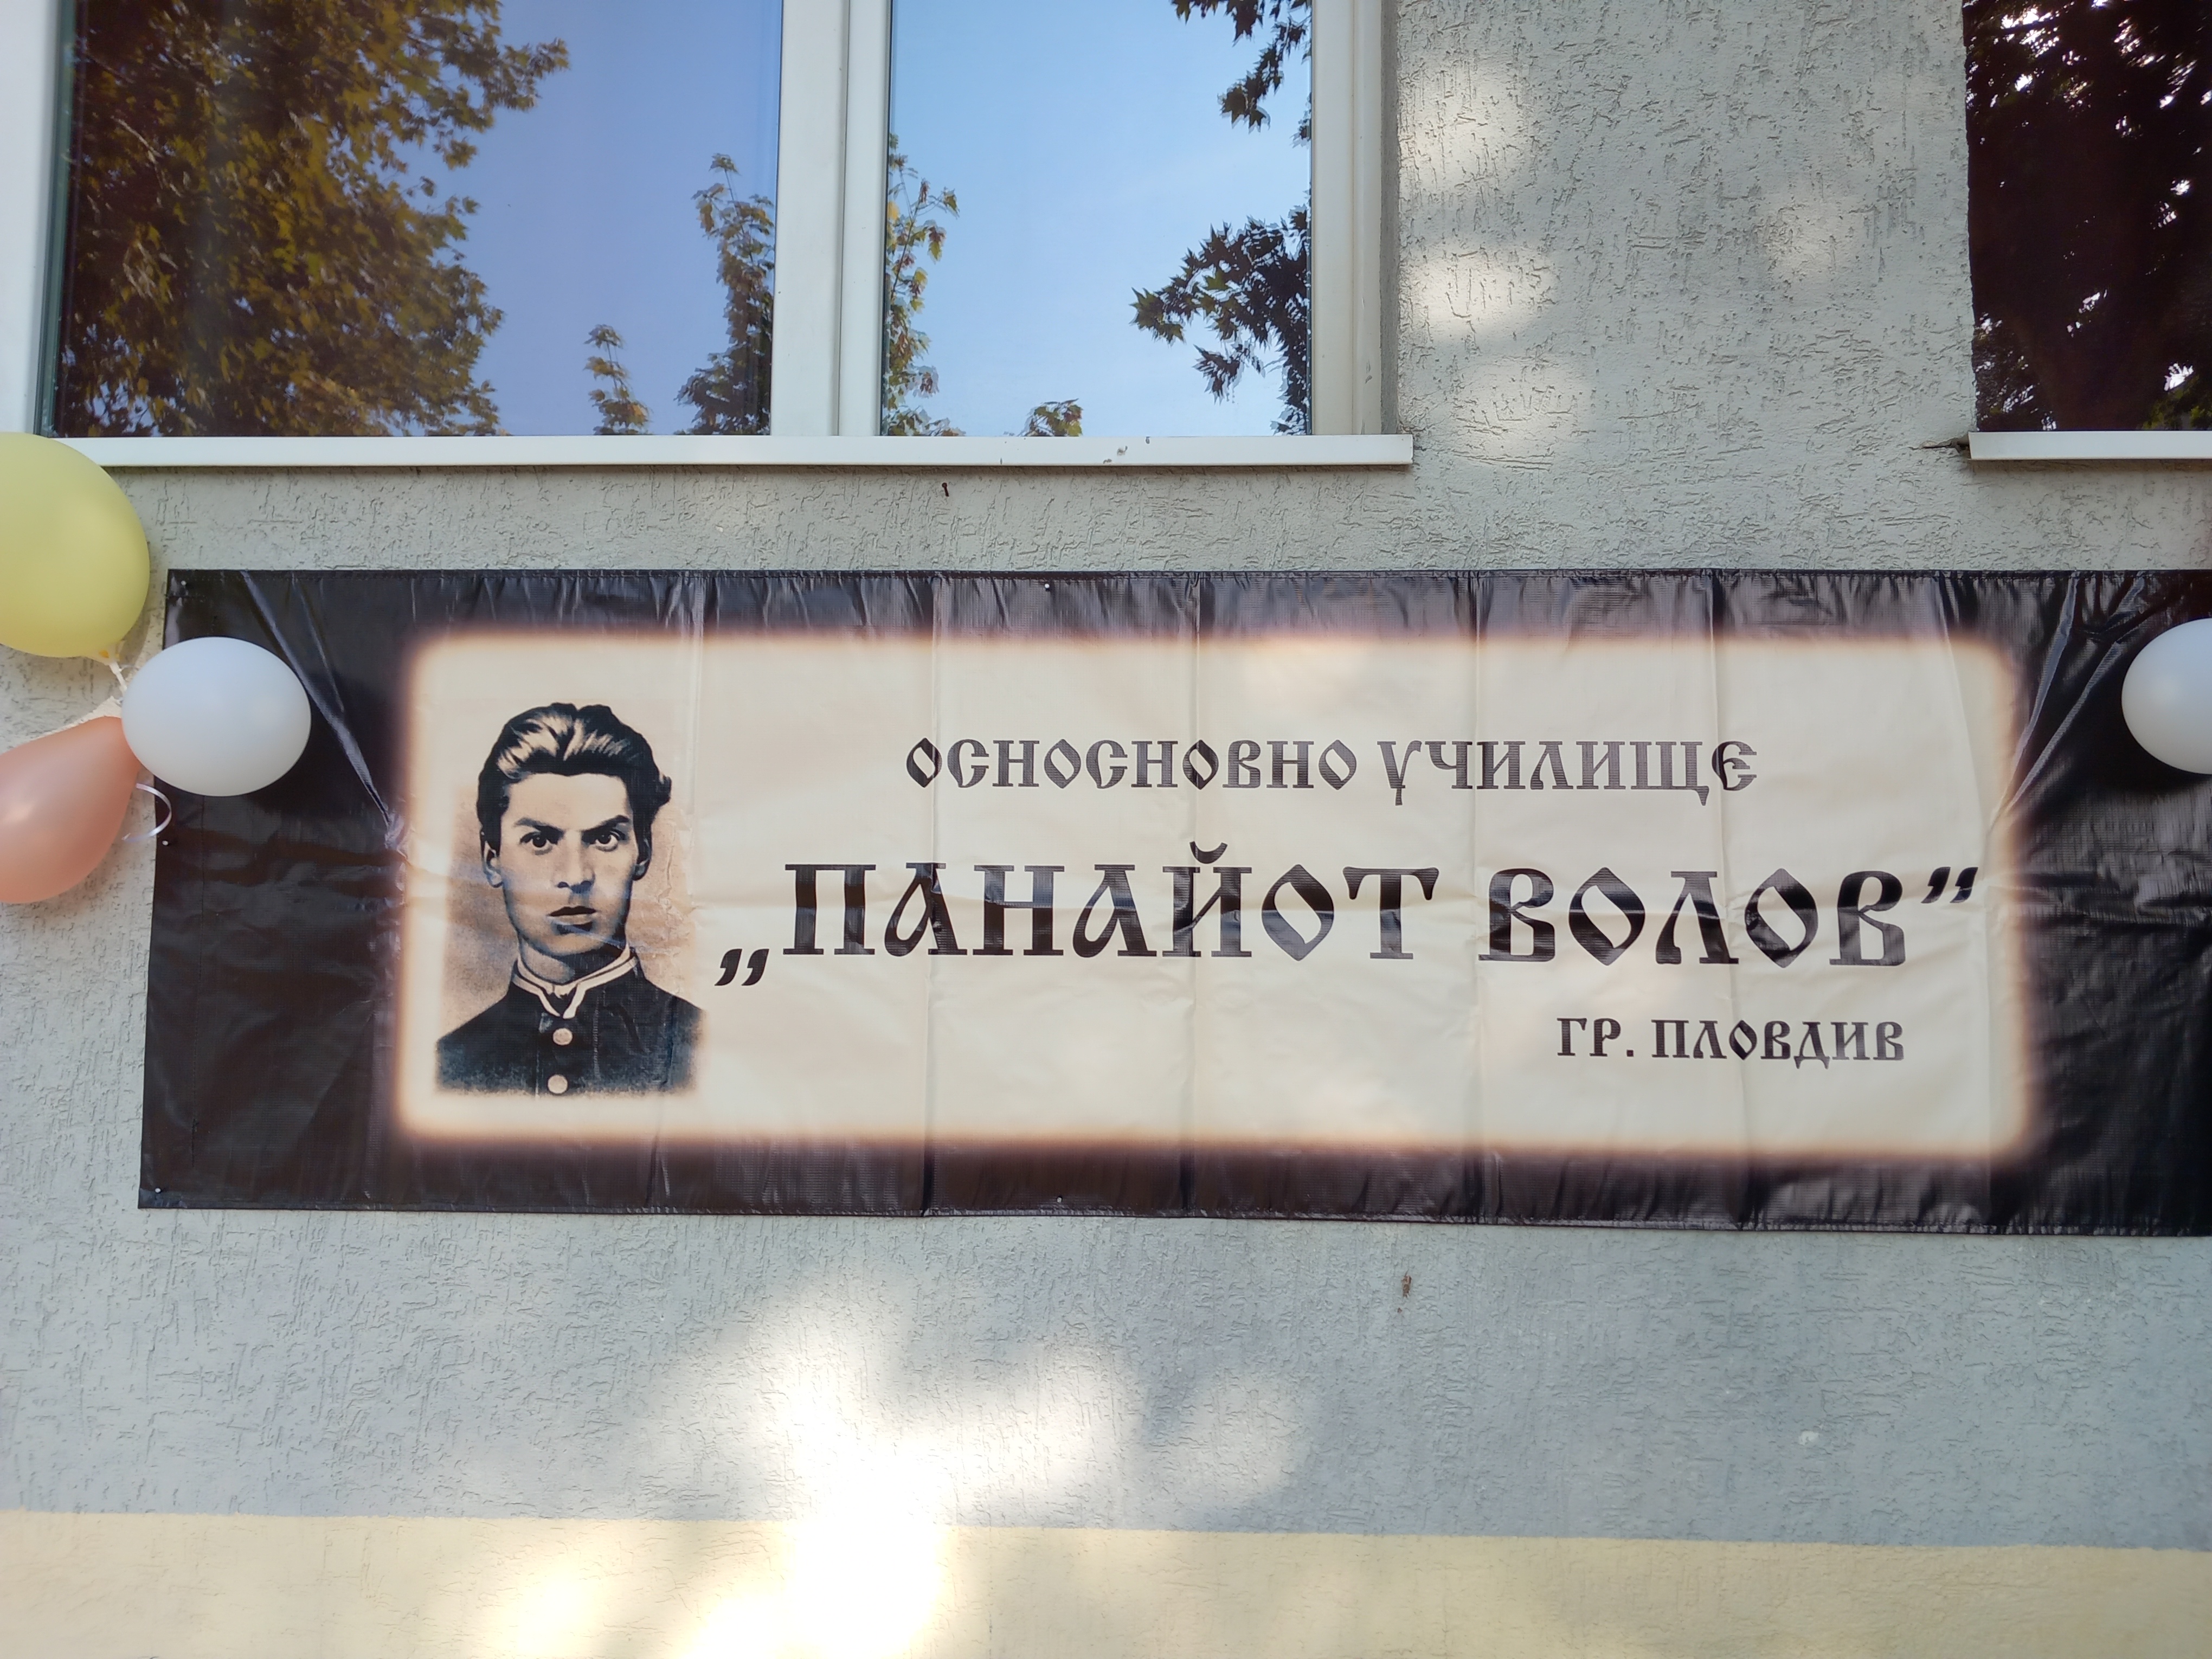 ОСНОСНОВНО УЧИЛИЩЕ
„ПАНАЙОТ ВОЛОВ”
ГР. ПЛОВДИВ